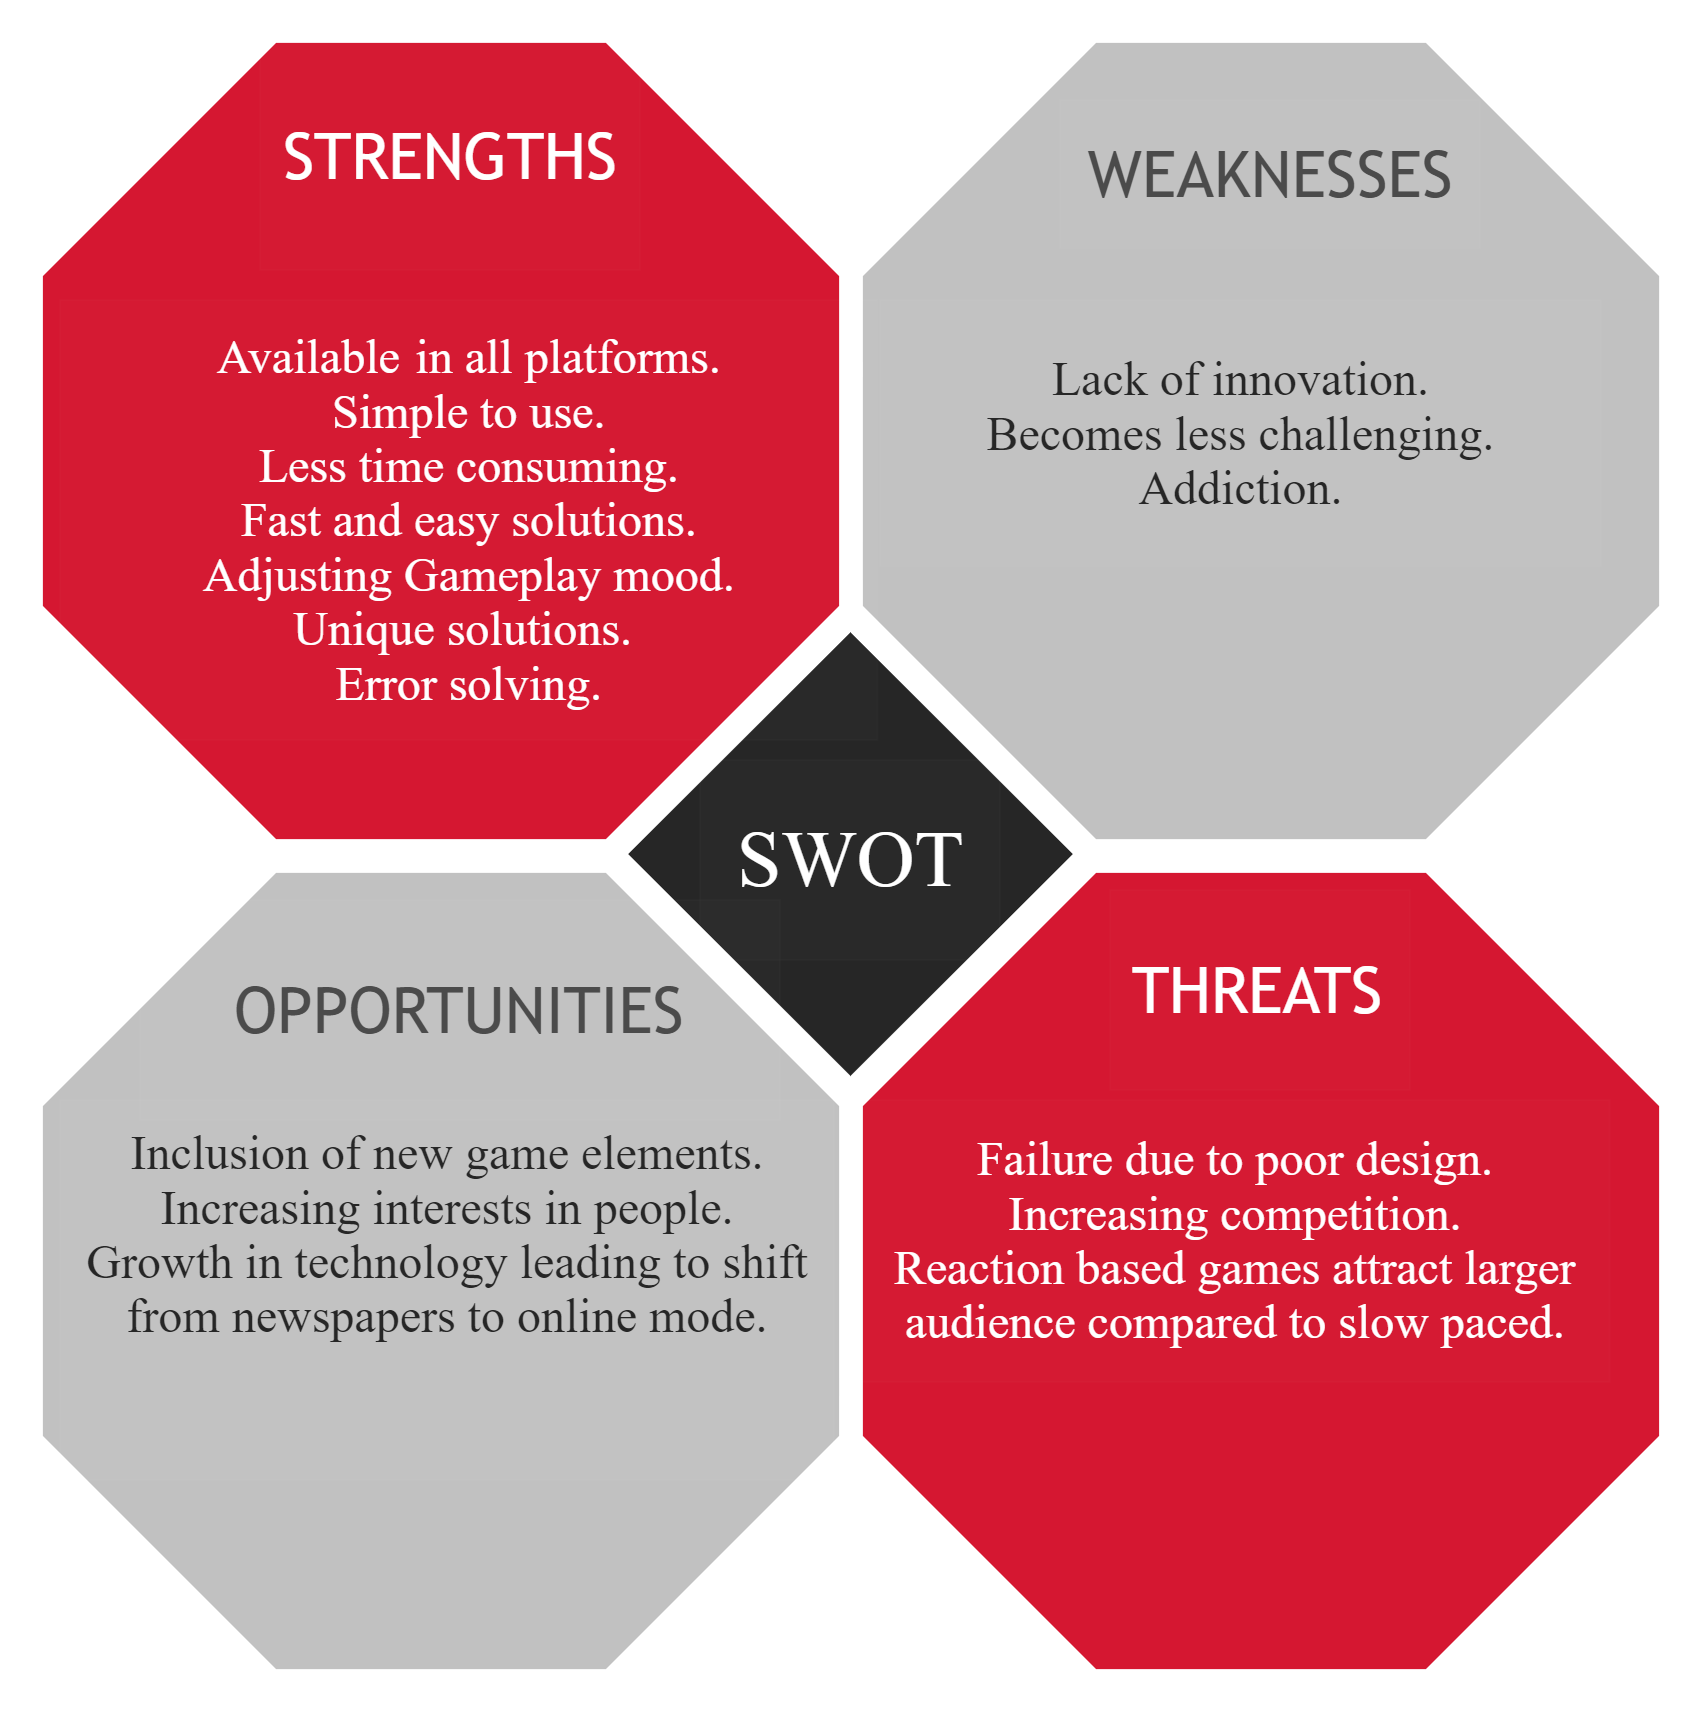 STRENGTHS
Available in all platforms.
Simple to use.
Less time consuming.
Fast and easy solutions.
Adjusting Gameplay mood.
Unique solutions.
Error solving.
WEAKNESSES
Lack of innovation.
Becomes less challenging.
Addiction.
SWOT
OPPORTUNITIES
Inclusion of new game elements.
Increasing interests in people.
Growth in technology leading to shift
from newspapers to online mode.
THREATS
Failure due to poor design.
Increasing competition.
Reaction based games attract larger
audience compared to slow paced.